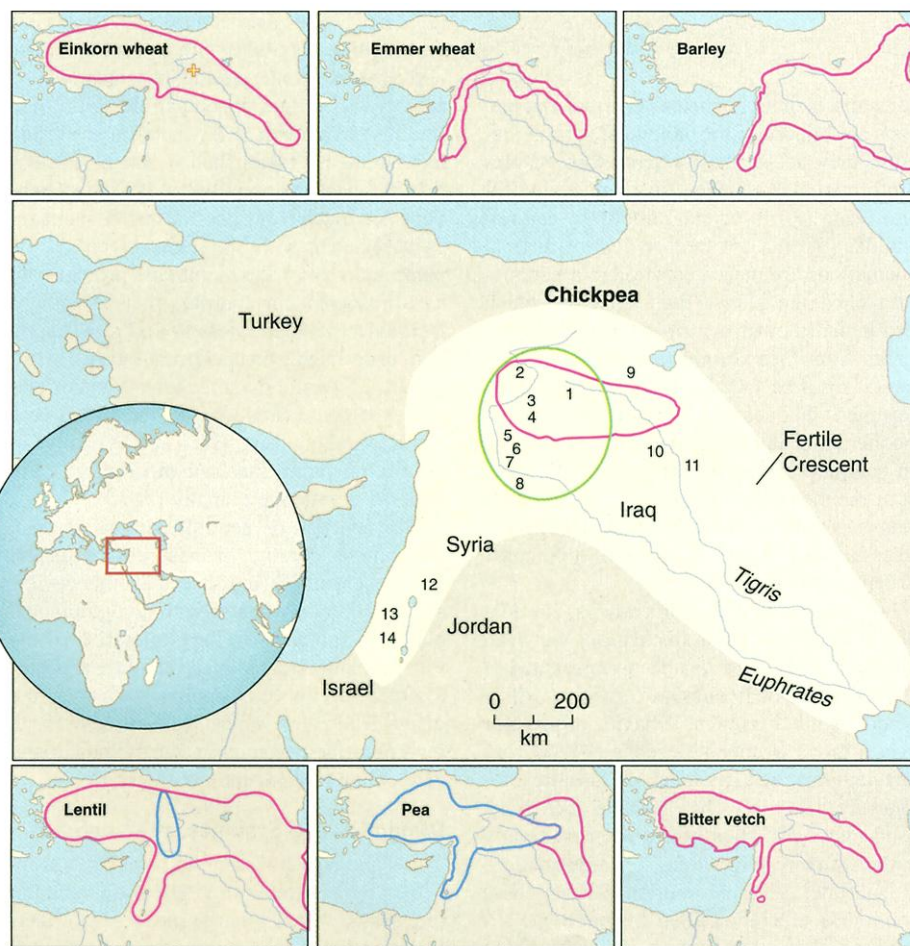 Einkorn wheat
Emmer wheat
Barley
Chickpea
Turkey
2
9
1
3
4
5
6
7
8
10
11
Fertile
Crescent
Iraq
Syria
12
13
14
Jordan
Israel
Tigris
Euphrates
0 200
km
Lentil
Pea
Bitter vetch